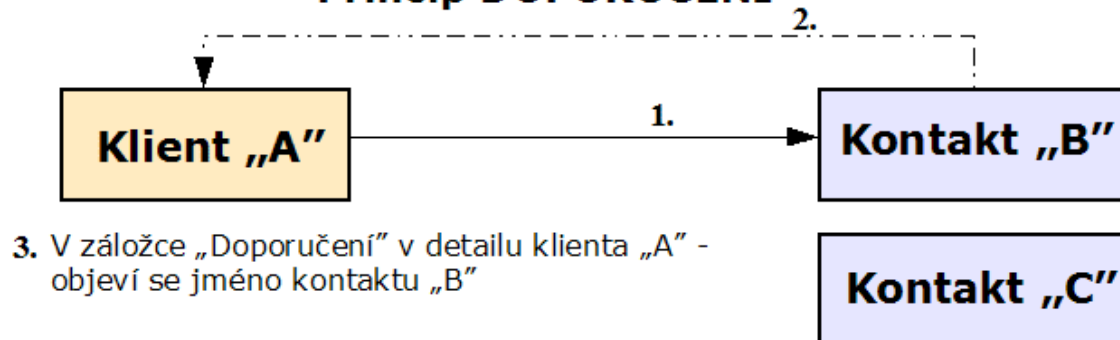 2.
1.
Klient „A”
Kontakt „B”
3. V záložce „Doporučení” v detailu klienta „A” -
objeví se jméno kontaktu „B”
Kontakt „C”